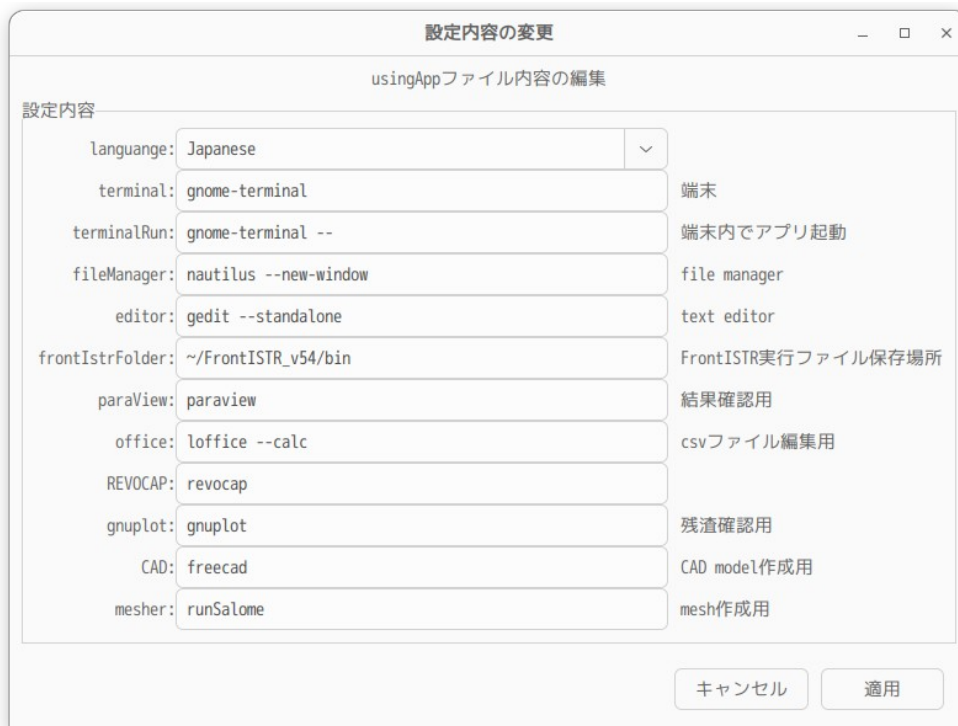 設定内容の変更
usingAppファイル内容の編集
設定内容
languange: Japanese
terminal: gnome-terminal 端末
terminalRun: gnome-terminal -- 端末内でアプリ起動
fileManager: nautilus --new-window file manager
editor: gedit --standalone text editor
frontIstrFolder: ~/FrontISTR_v54/bin FrontISTR実行ファイル保存場所
paraView: paraview 結果確認用
office: loffice --calc csvファイル編集用
REVOCAP: revocap
gnuplot: gnuplot 残渣確認用
CAD: freecad CAD model作成用
mesher: runSalome mesh作成用
キャンセル 適用